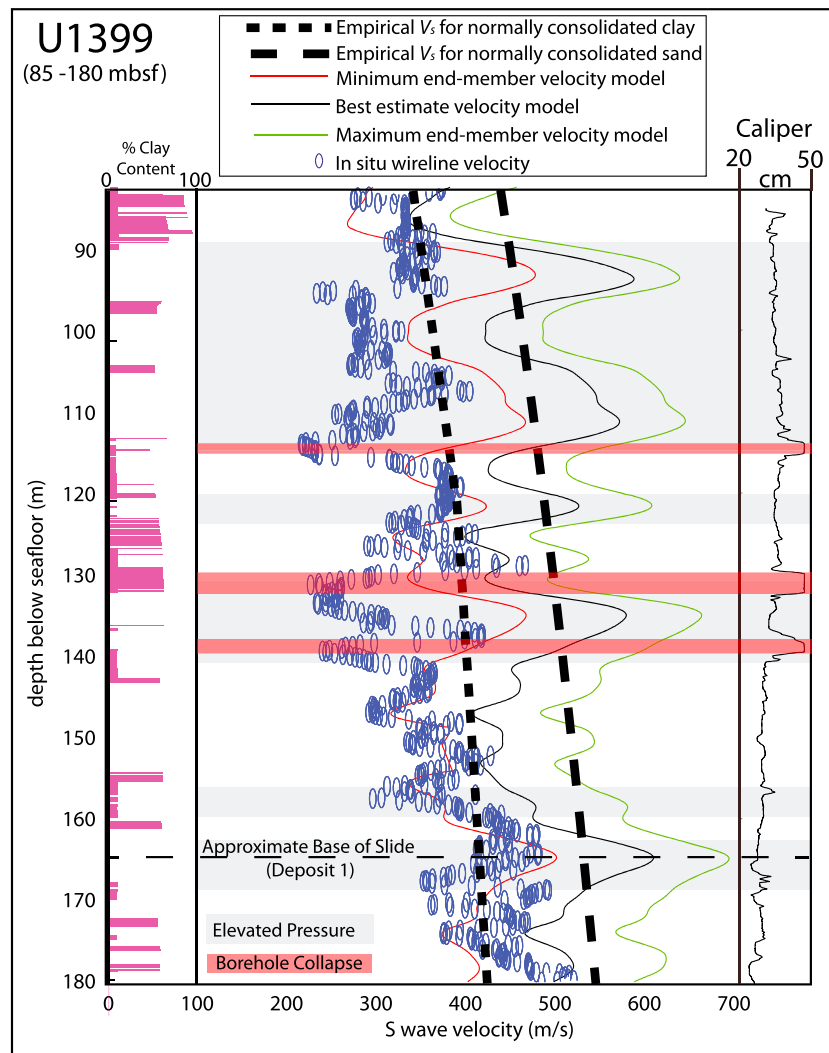 U1399
(85 -180 mbsf)
Empirical Vs for normally consolidated clay
Empirical Vs for normally consolidated sand
Minimum end-member velocity model
Best estimate velocity model
Maximum end-member velocity model
In situ wireline velocity
% Clay
Content
0
100
Caliper
20
50
cm
90
100
110
120
130
140
150
160
170
180
depth below seafloor (m)
Approximate Base of Slide
(Deposit 1)
Elevated Pressure
Borehole Collapse
0
100
200
300
400
500
600
700
S wave velocity (m/s)